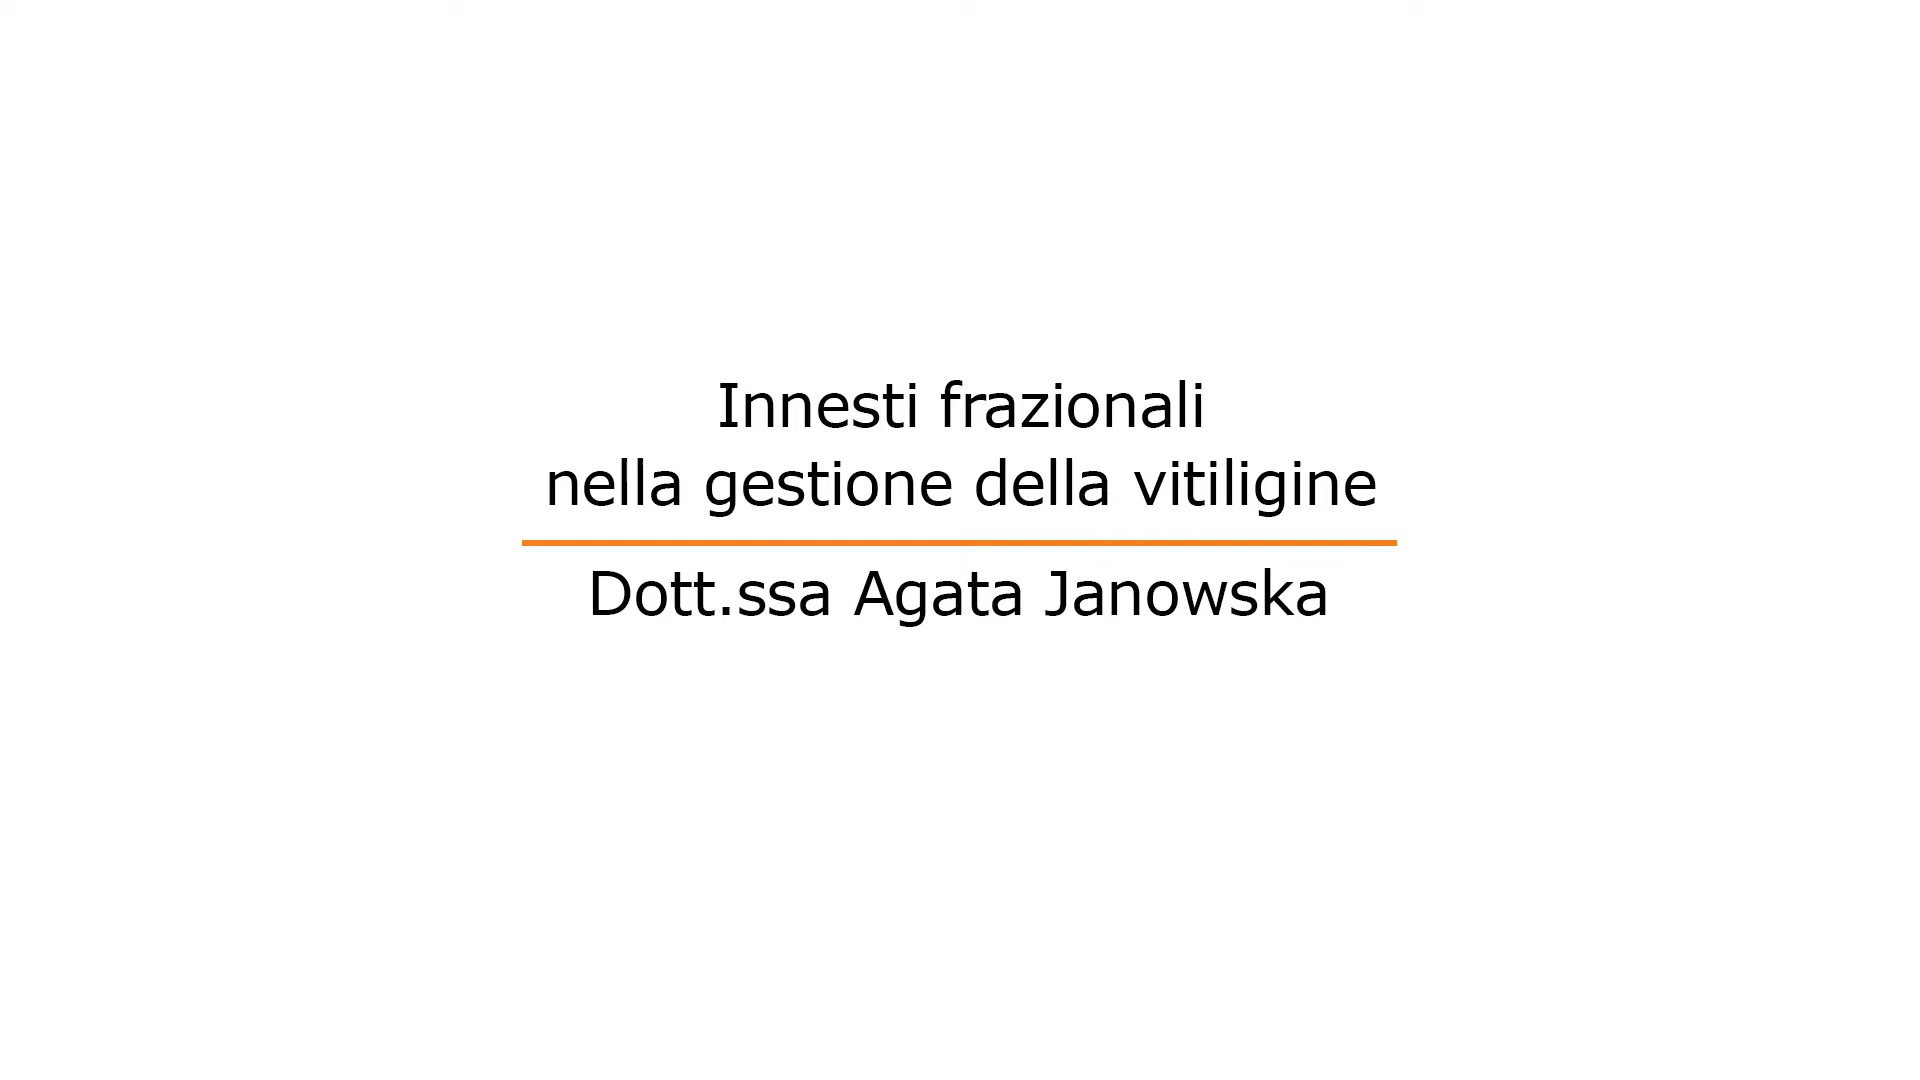 Innesti frazionali
nella gestione della vitiligine
Dott.ssa Agata Janowska